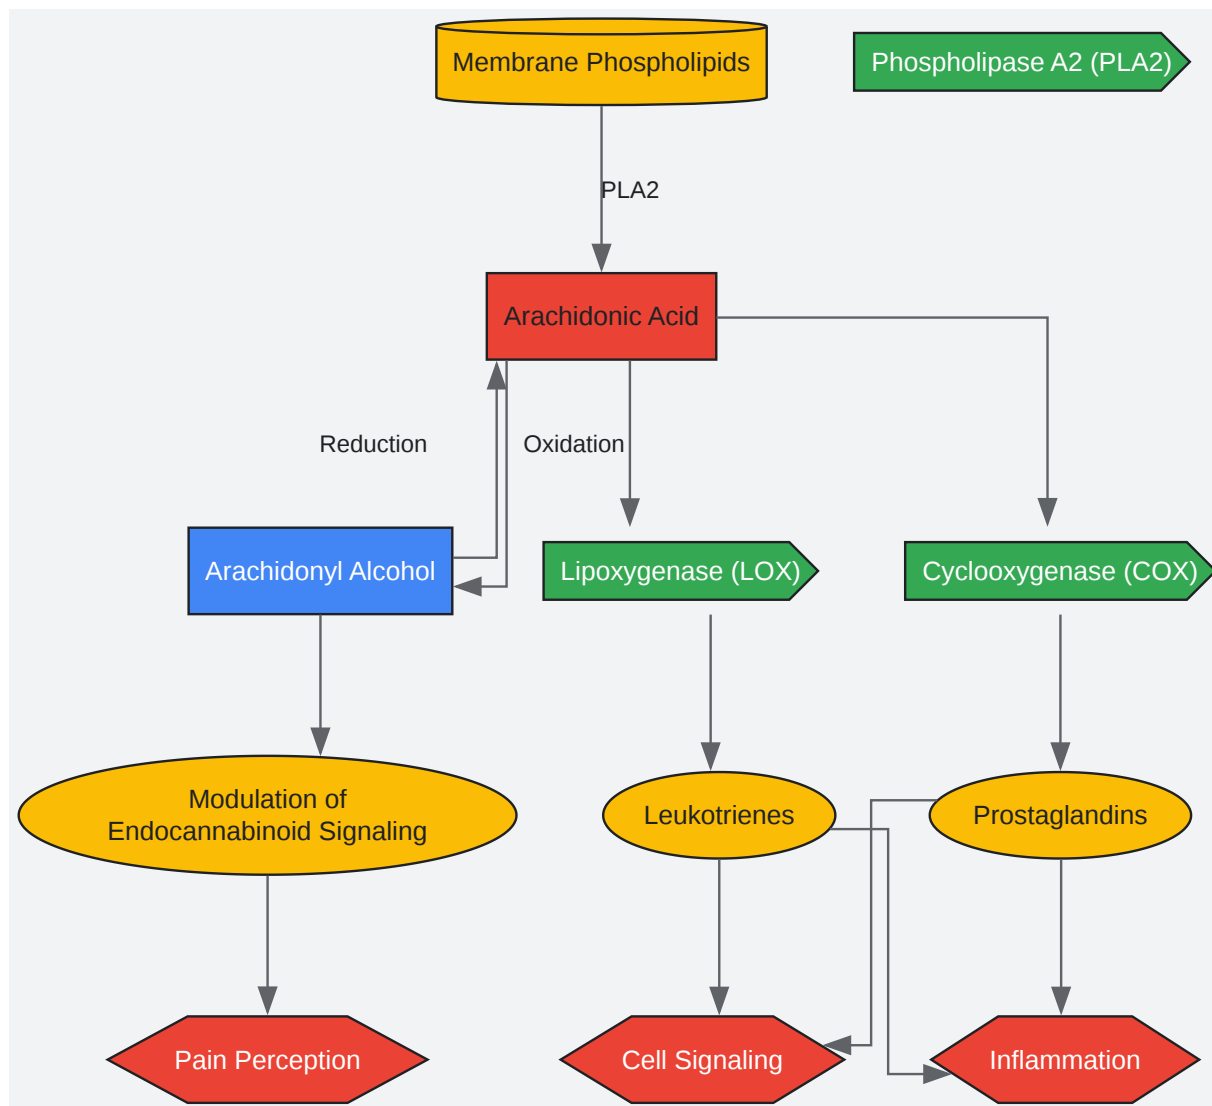 Membrane Phospholipids
Phospholipase A2 (PLA2)
PLA2
Arachidonic Acid
Reduction
Oxidation
Arachidonyl Alcohol
Lipoxygenase (LOX)
Cyclooxygenase (COX)
Modulation of
Endocannabinoid Signaling
Leukotrienes
Prostaglandins
Pain Perception
Cell Signaling
Inflammation